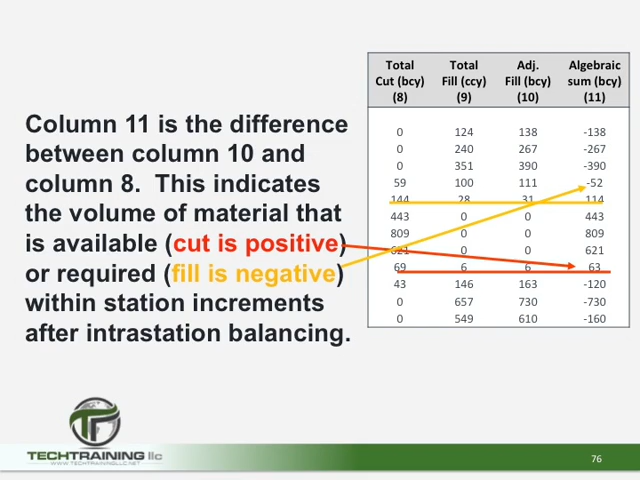 Column 11 is the difference
between column 10 and
column 8.  This indicates
the volume of material that
is available (cut is positive)
or required (fill is negative)
within station increments
after intrastation balancing.
Total Total Adj. Algebraic
Cut (bcy) Fill (ccy) Fill (bcy) sum (bcy)
(8) (9) (10) (11)
0 124 138 -138
0 240 267 -267
0 351 390 -390
59 100 111 -52
144 28 31 114
443 0 0 443
809 0 0 809
621 0 0 621
69 6 6 63
43 146 163 -120
0 657 730 -730
0 549 610 -160
TECHTRAINING llc
WWW.TECHTRAININGLLC.NET
76